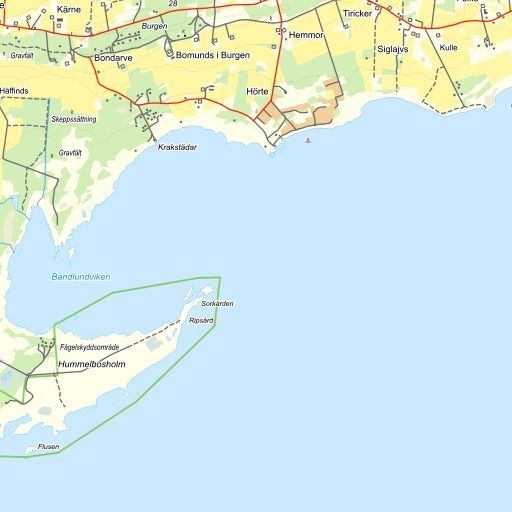 Kärne
28
Tiricker
Burgen
Hemmor
Siglajvs
Kulle
Gravfält
Bondarve
Bomunds i Burgen
Häffinds
Hörte
Skeppssättning
Krakstädar
Gravfält
Bandlundviken
Sorkärden
Ripsärd
Fågelskyddsområde
Hummelbosholm
Flusen